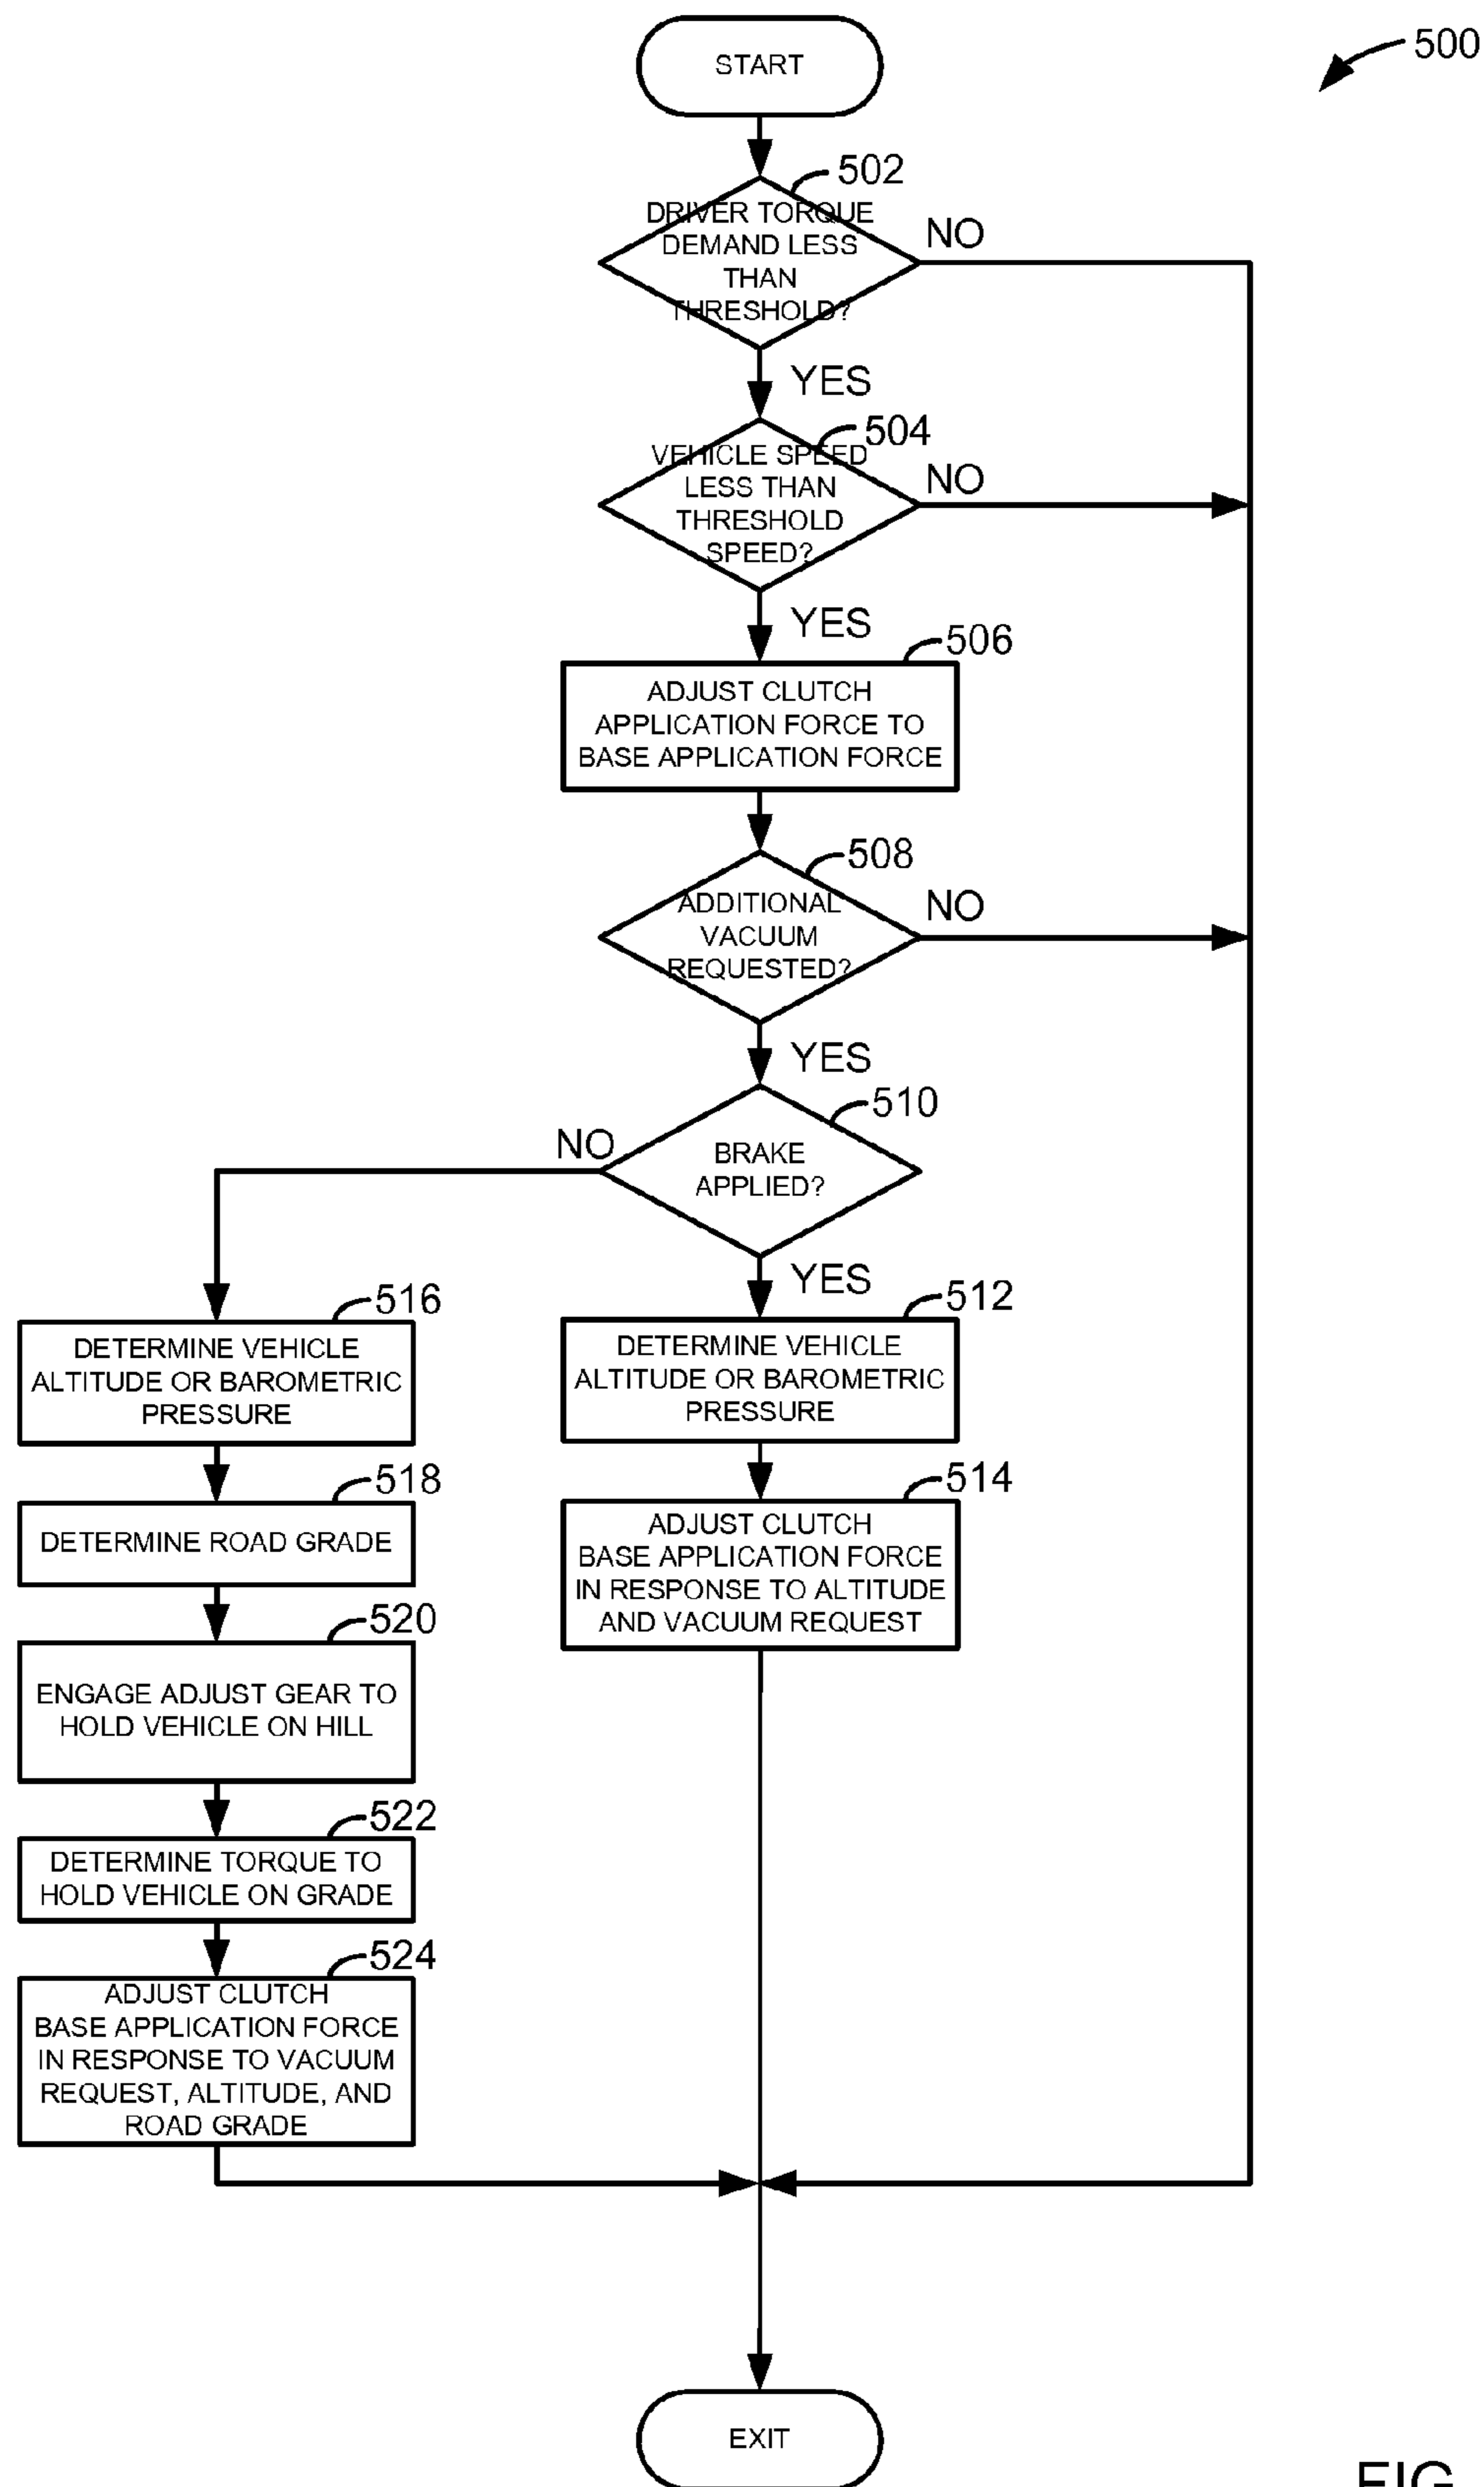 START
500
502
DRIVER TORQUE
DEMAND LESS
THAN
THRESHOLD?
NO
YES
504
VEHICLE SPEED
LESS THAN
THRESHOLD
SPEED?
NO
YES
506
ADJUST CLUTCH
APPLICATION FORCE TO
BASE APPLICATION FORCE
508
ADDITIONAL
VACUUM
REQUESTED?
NO
YES
510
BRAKE
APPLIED?
NO
YES
516
DETERMINE VEHICLE
ALTITUDE OR BAROMETRIC
PRESSURE
512
DETERMINE VEHICLE
ALTITUDE OR BAROMETRIC
PRESSURE
518
DETERMINE ROAD GRADE
514
ADJUST CLUTCH
BASE APPLICATION FORCE
IN RESPONSE TO ALTITUDE
AND VACUUM REQUEST
520
ENGAGE ADJUST GEAR TO
HOLD VEHICLE ON HILL
522
DETERMINE TORQUE TO
HOLD VEHICLE ON GRADE
524
ADJUST CLUTCH
BASE APPLICATION FORCE
IN RESPONSE TO VACUUM
REQUEST, ALTITUDE, AND
ROAD GRADE
EXIT
FIG